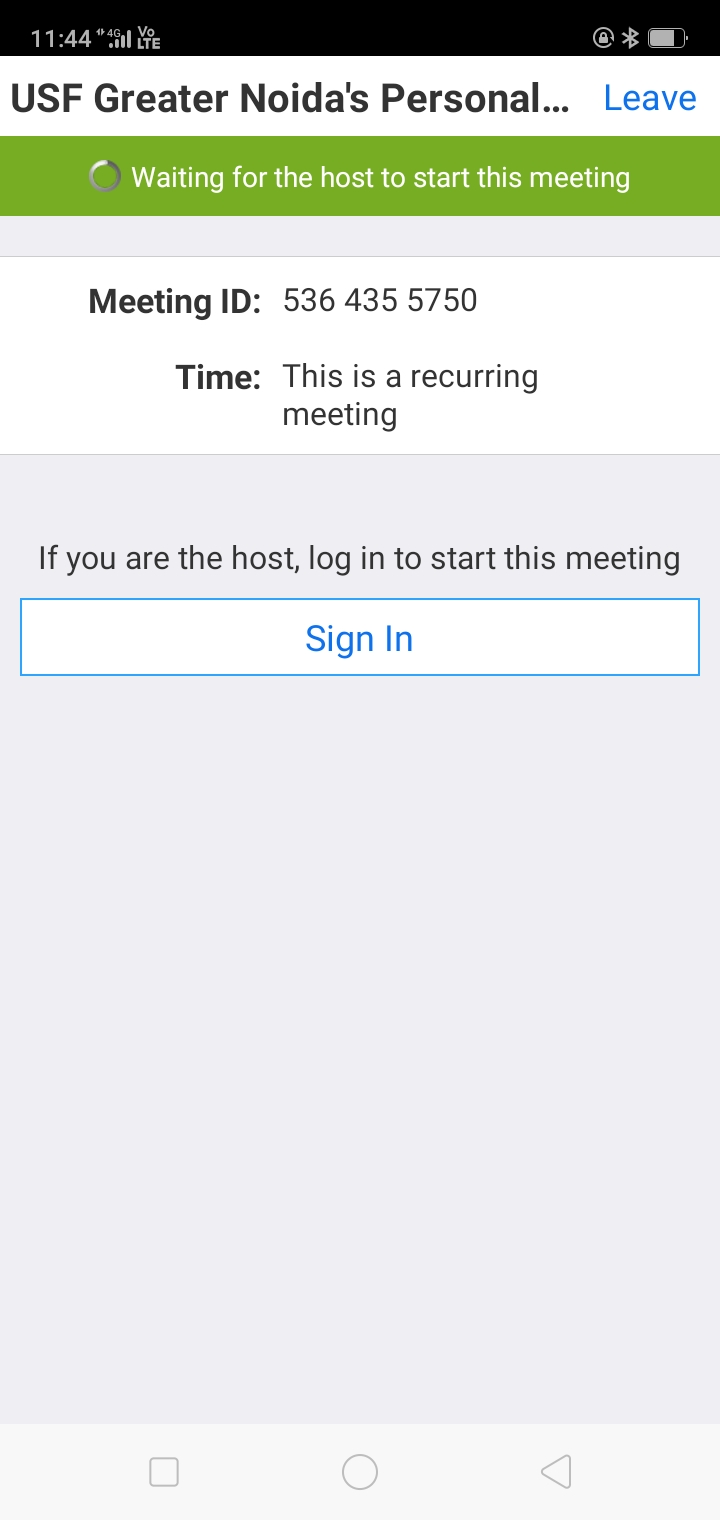 11:44 4G Vo LTE
USF Greater Noida's Personal... Leave
Waiting for the host to start this meeting
Meeting ID: 536 435 5750
Time: This is a recurring
meeting
If you are the host, log in to start this meeting
Sign In